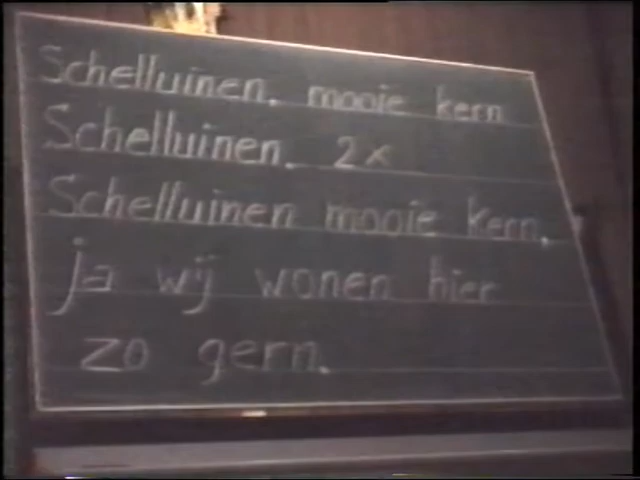 Schelluinen. mooie kern
Schelluinen. 2x
Schelluinen mooie kern,
ja wij wonen hier
zo gern.